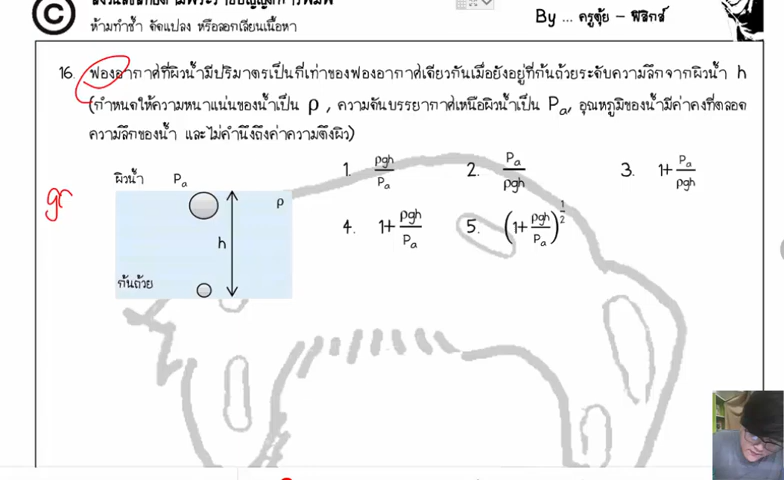 ห้ามทำซ้ำ ดัดแปลง หรือลอกเลียนเนื้อหา
By ... ครูตุ้ย – ฟิสิกส์
16. ฟองอากาศที่ผิวน้ำมีปริมาตรเป็นกี่เท่าของฟองอากาศเดียวกันเมื่อยังอยู่ที่ก้นถ้วยระดับความลึกจากผิวน้ำ h
(กำหนดให้ความหนาแน่นของน้ำเป็น ρ , ความดันบรรยากาศเหนือผิวน้ำเป็น Pa, อุณหภูมิของน้ำมีค่าคงที่ตลอด
ความลึกของน้ำ และไม่คำนึงถึงค่าความตึงผิว)
ผิวน้ำ Pa
ρ
h
ก้นถ้วย
1. ρgh/Pa 2. Pa/ρgh 3. 1+Pa/ρgh
4. 1+ρgh/Pa 5. (1+ρgh/Pa)^1/2